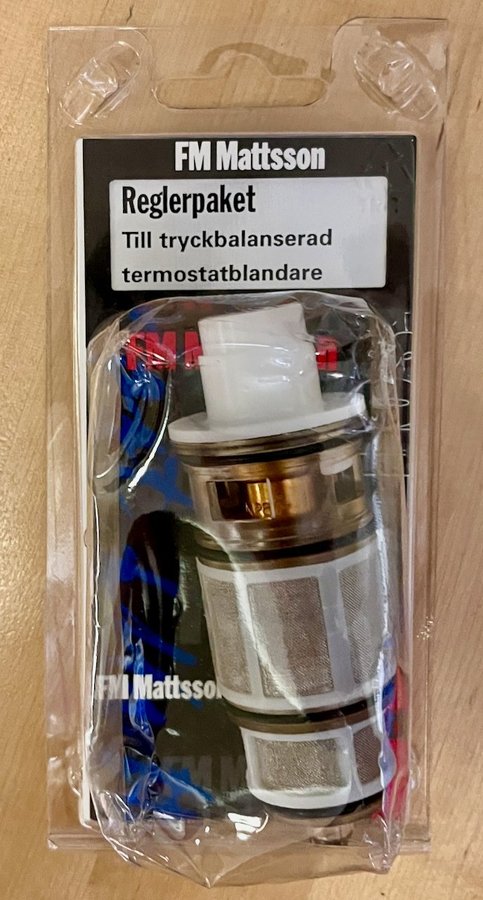 FM Mattsson
Reglerpaket
Till tryckbalanserad
termostatblandare
FM Mattsson